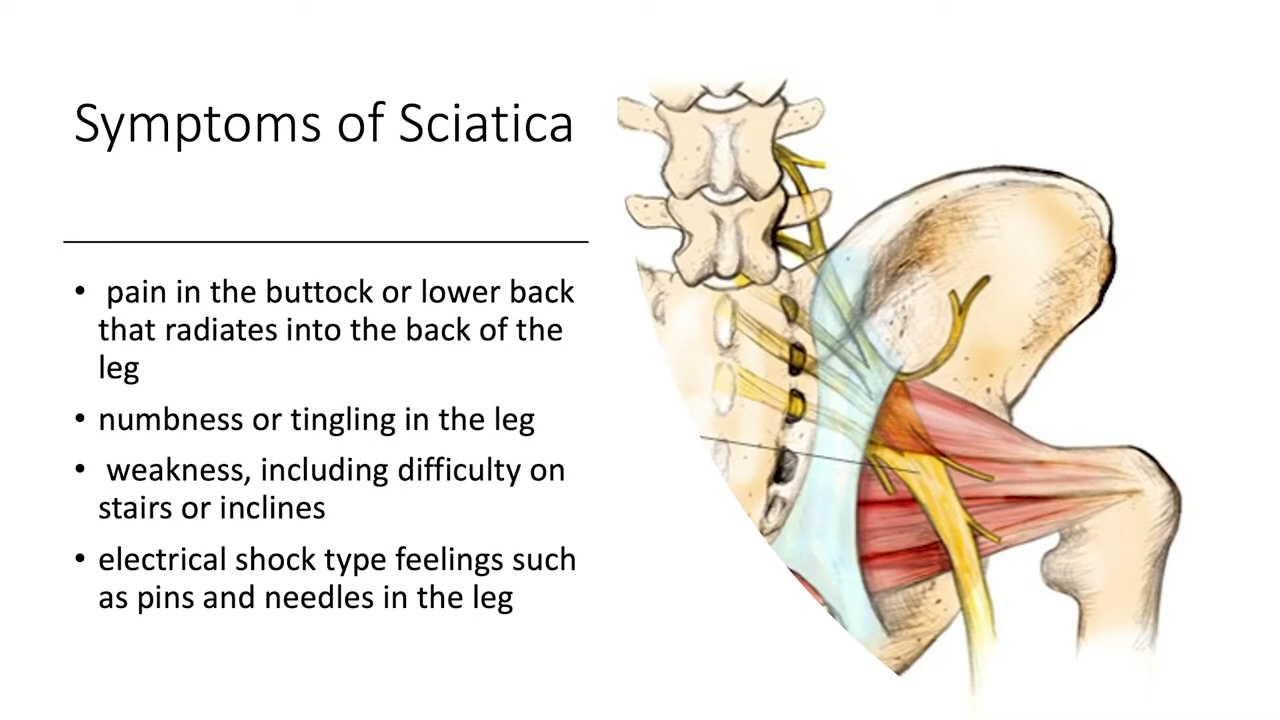 Symptoms of Sciatica
• pain in the buttock or lower back
that radiates into the back of the
leg
• numbness or tingling in the leg
• weakness, including difficulty on
stairs or inclines
• electrical shock type feelings such
as pins and needles in the leg